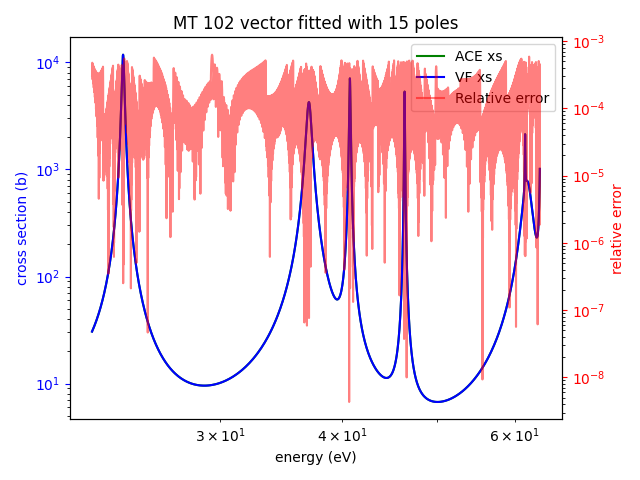 MT 102 vector fitted with 15 poles
cross section (b)
10⁴
10³
10²
10¹
ACE xs
VF xs
Relative error
10⁻³
10⁻⁴
10⁻⁵
10⁻⁶
10⁻⁷
10⁻⁸
relative error
3 × 10¹
4 × 10¹
6 × 10¹
energy (eV)